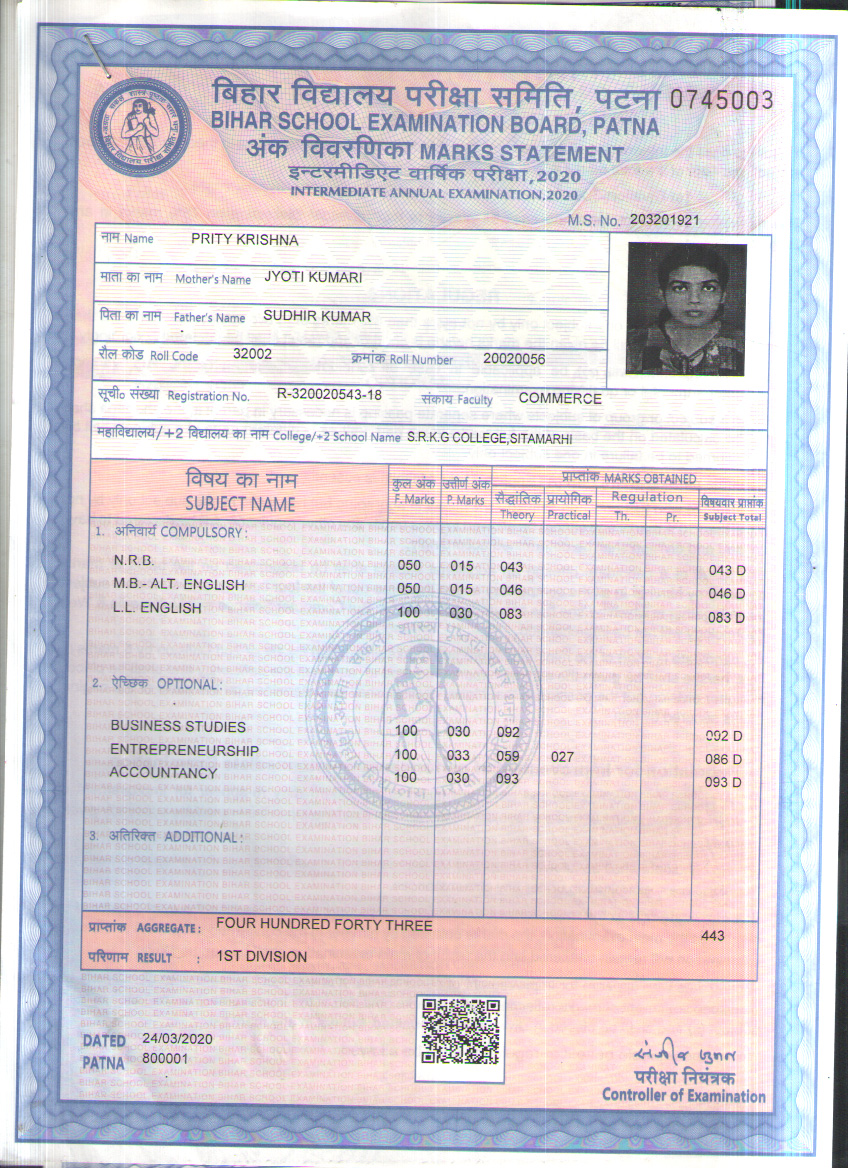 बिहार विद्यालय परीक्षा समिति, पटना 0745003
BIHAR SCHOOL EXAMINATION BOARD, PATNA
अंक विवरणिका MARKS STATEMENT
इन्टरमीडिएट वार्षिक परीक्षा, 2020
INTERMEDIATE ANNUAL EXAMINATION, 2020
M.S. No. 203201921
नाम Name PRITY KRISHNA
माता का नाम Mother's Name JYOTI KUMARI
पिता का नाम Father's Name SUDHIR KUMAR
रौल कोड Roll Code 32002 क्रमांक Roll Number 20020056
सूची० संख्या Registration No. R-320020543-18 संकाय Faculty COMMERCE
महाविद्यालय/+2 विद्यालय का नाम College/+2 School Name S.R.K.G COLLEGE,SITAMARHI
विषय का नाम कुल अंक उत्तीर्ण अंक प्राप्तांक MARKS OBTAINED
SUBJECT NAME F. Marks P. Marks सैद्धांतिक प्रायोगिक Regulation विषयवार प्राप्तांक
Theory Practical Th. Pr. Subject Total
1. अनिवार्य COMPULSORY:
N.R.B. 050 015 043 043 D
M.B.- ALT. ENGLISH 050 015 046 046 D
L.L. ENGLISH 100 030 083 083 D
2. ऐच्छिक OPTIONAL:
BUSINESS STUDIES 100 030 092 092 D
ENTREPRENEURSHIP 100 033 059 027 086 D
ACCOUNTANCY 100 030 093 093 D
3. अतिरिक्त ADDITIONAL:
प्राप्तांक AGGREGATE: FOUR HUNDRED FORTY THREE 443
परिणाम RESULT : 1ST DIVISION
DATED 24/03/2020
PATNA 800001
परीक्षा नियंत्रक
Controller of Examination